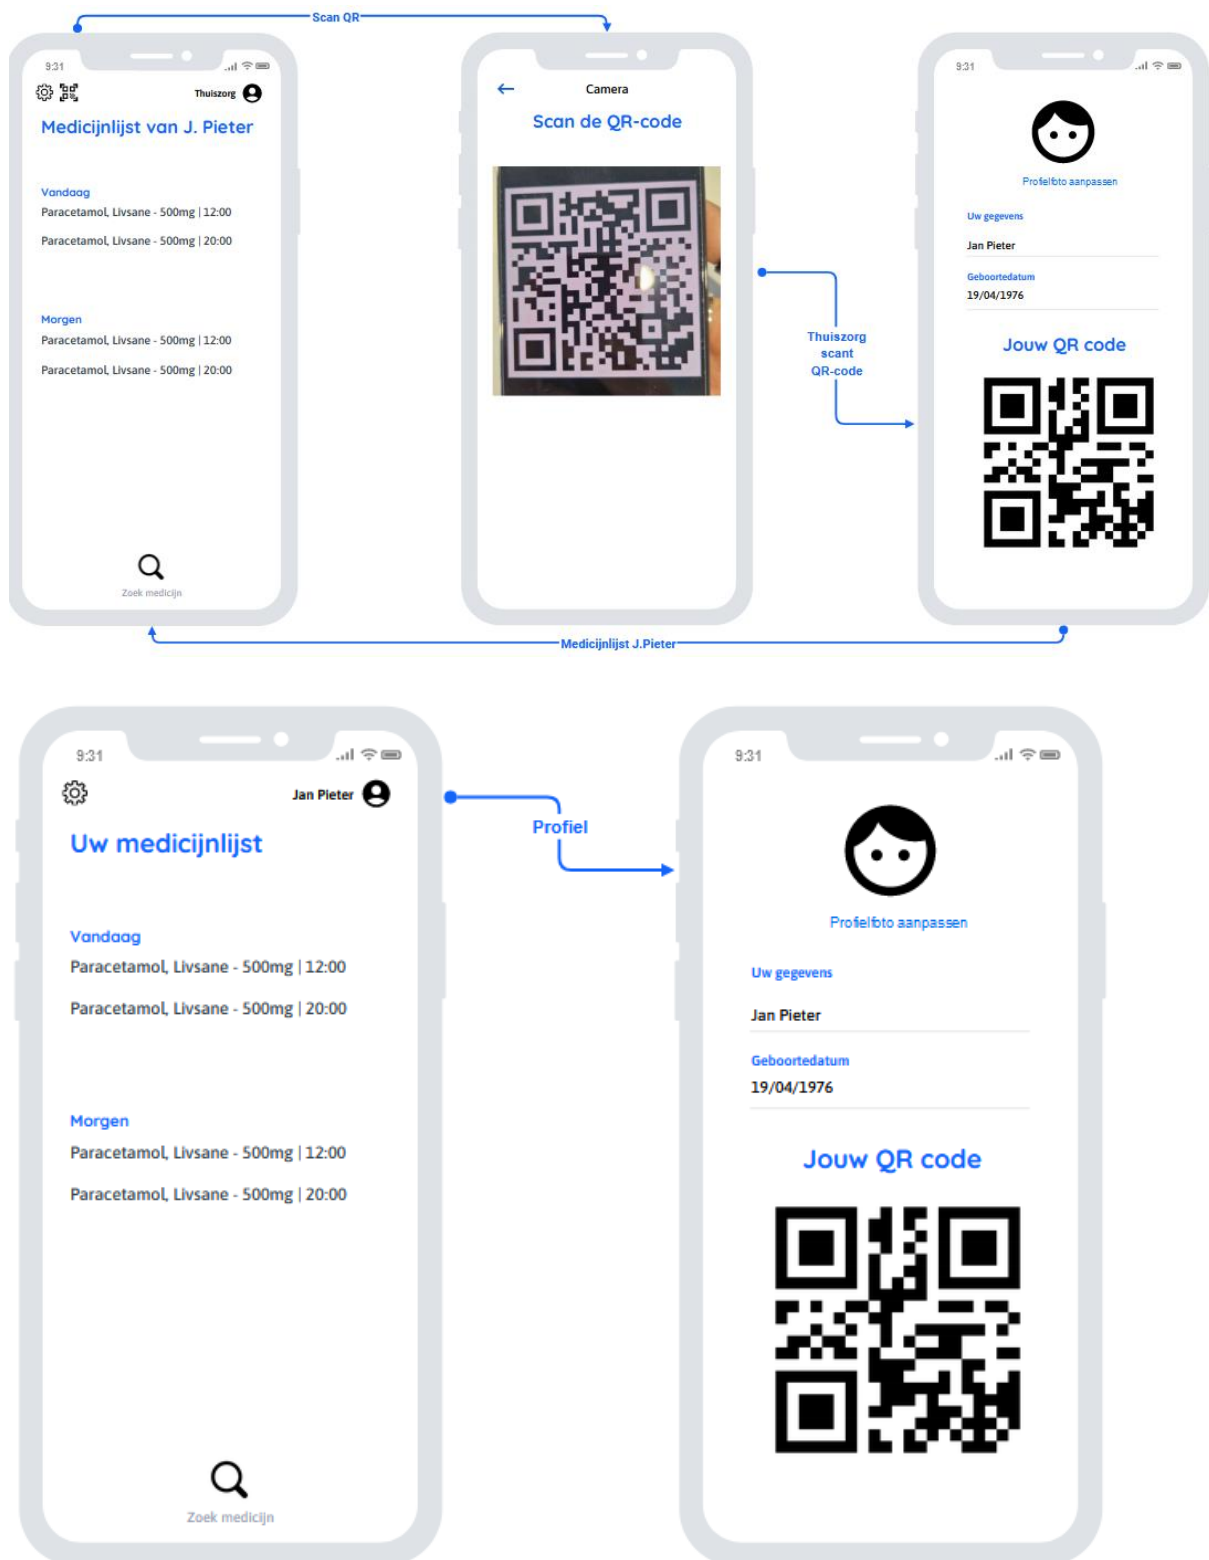 Scan QR
9:31
Thuiszorg
Medicijnlijst van J. Pieter
Vandaag
Paracetamol, Livsane - 500mg | 12:00
Paracetamol, Livsane - 500mg | 20:00
Morgen
Paracetamol, Livsane - 500mg | 12:00
Paracetamol, Livsane - 500mg | 20:00
Zoek medicijn
Camera
Scan de QR-code
Thuiszorg
scant
QR-code
9:31
Profielfoto aanpassen
Uw gegevens
Jan Pieter
Geboortedatum
19/04/1976
Jouw QR code
Medicijnlijst J.Pieter
9:31
Jan Pieter
Uw medicijnlijst
Vandaag
Paracetamol, Livsane - 500mg | 12:00
Paracetamol, Livsane - 500mg | 20:00
Morgen
Paracetamol, Livsane - 500mg | 12:00
Paracetamol, Livsane - 500mg | 20:00
Zoek medicijn
Profiel
9:31
Profielfoto aanpassen
Uw gegevens
Jan Pieter
Geboortedatum
19/04/1976
Jouw QR code